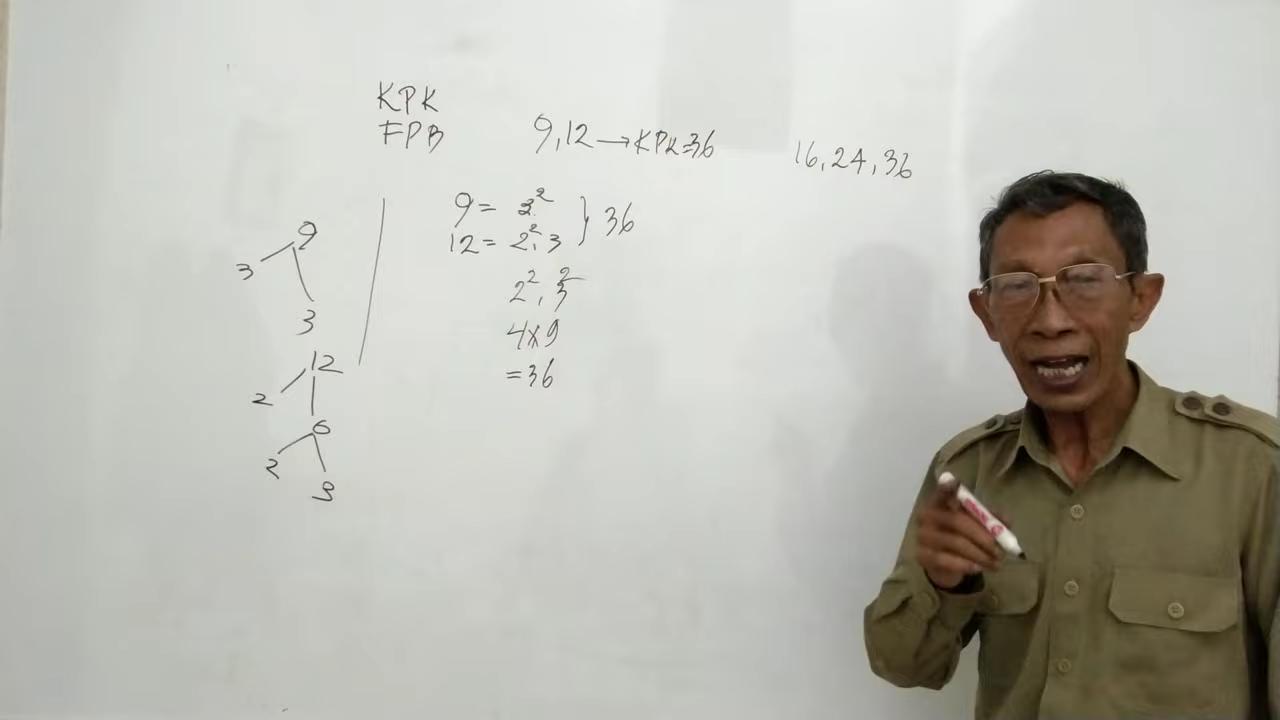 KPK
FPB
9,12 → KPK=36
16,24,36
9 = 3²
12 = 2².3
} 36
2², 3²
4x9
=36
9
3
3
12
2
6
2
3